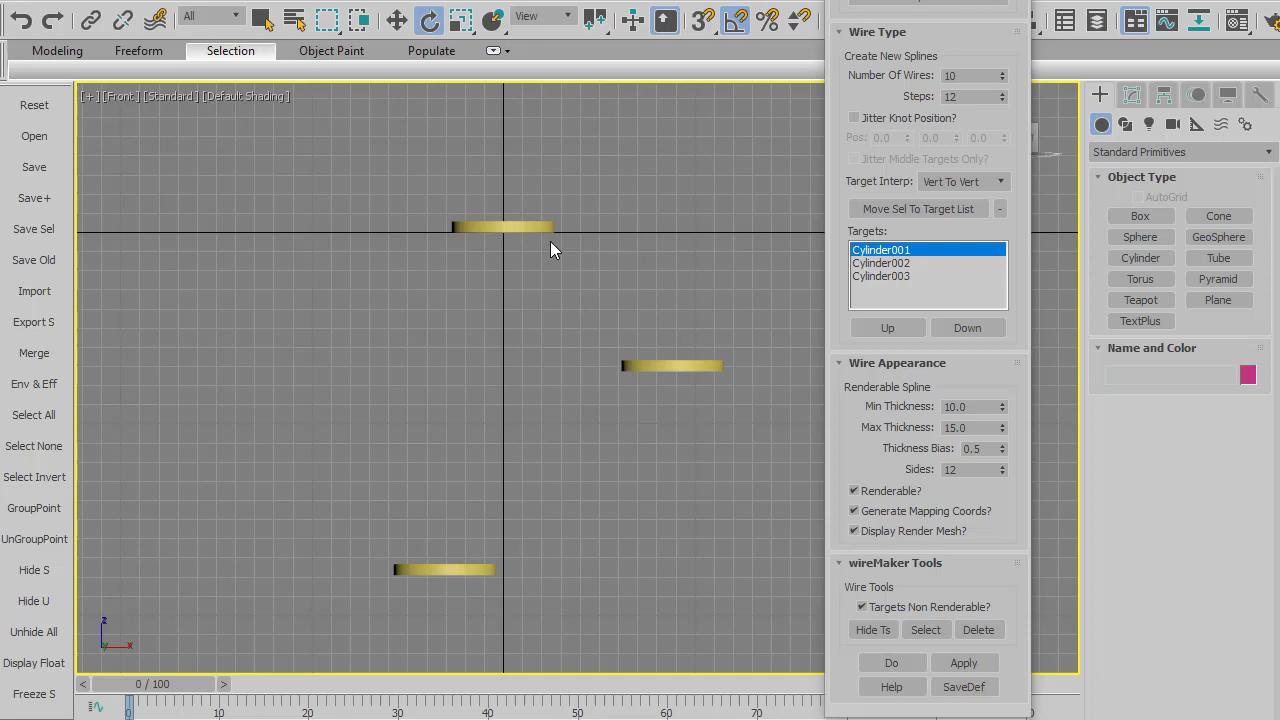 All
View
Modeling
Freeform
Selection
Object Paint
Populate
[+] [Front] [Standard] [Default Shading]
Reset
Open
Save
Save+
Save Sel
Save Old
Import
Export S
Merge
Env & Eff
Select All
Select None
Select Invert
GroupPoint
UnGroupPoint
Hide S
Hide U
Unhide All
Display Float
Freeze S
z
y x
< 0 / 100 >
0 10 20 30 40 50 60 70
Wire Type
Create New Splines
Number Of Wires: 10
Steps: 12
Jitter Knot Position?
Pos: 0.0 0.0 0.0
Jitter Middle Targets Only?
Target Interp: Vert To Vert
Move Sel To Target List -
Targets:
Cylinder001
Cylinder002
Cylinder003
Up Down
Wire Appearance
Renderable Spline
Min Thickness: 10.0
Max Thickness: 15.0
Thickness Bias: 0.5
Sides: 12
Renderable?
Generate Mapping Coords?
Display Render Mesh?
wireMaker Tools
Wire Tools
Targets Non Renderable?
Hide Ts Select Delete
Do Apply
Help SaveDef
Standard Primitives
Object Type
AutoGrid
Box Cone
Sphere GeoSphere
Cylinder Tube
Torus Pyramid
Teapot Plane
TextPlus
Name and Color